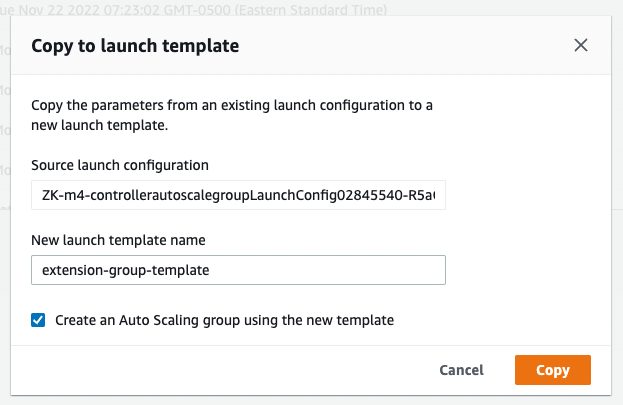 ue Nov 22 2022 07:23:02 GMT-0500 (Eastern Standard Time)
Copy to launch template
Copy the parameters from an existing launch configuration to a
new launch template.
Source launch configuration
ZK-m4-controllerautoscalegroupLaunchConfig02845540-R5a
New launch template name
extension-group-template
Create an Auto Scaling group using the new template
Cancel
Copy